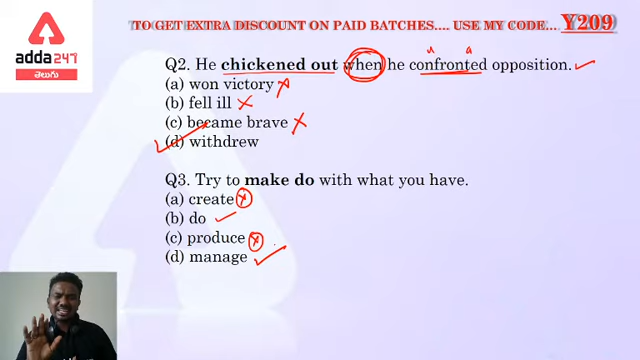 TO GET EXTRA DISCOUNT ON PAID BATCHES.... USE MY CODE... Y209
adda247
తెలుగు
Q2. He chickened out when he confronted opposition.
(a) won victory
(b) fell ill
(c) became brave
(d) withdrew
Q3. Try to make do with what you have.
(a) create
(b) do
(c) produce
(d) manage